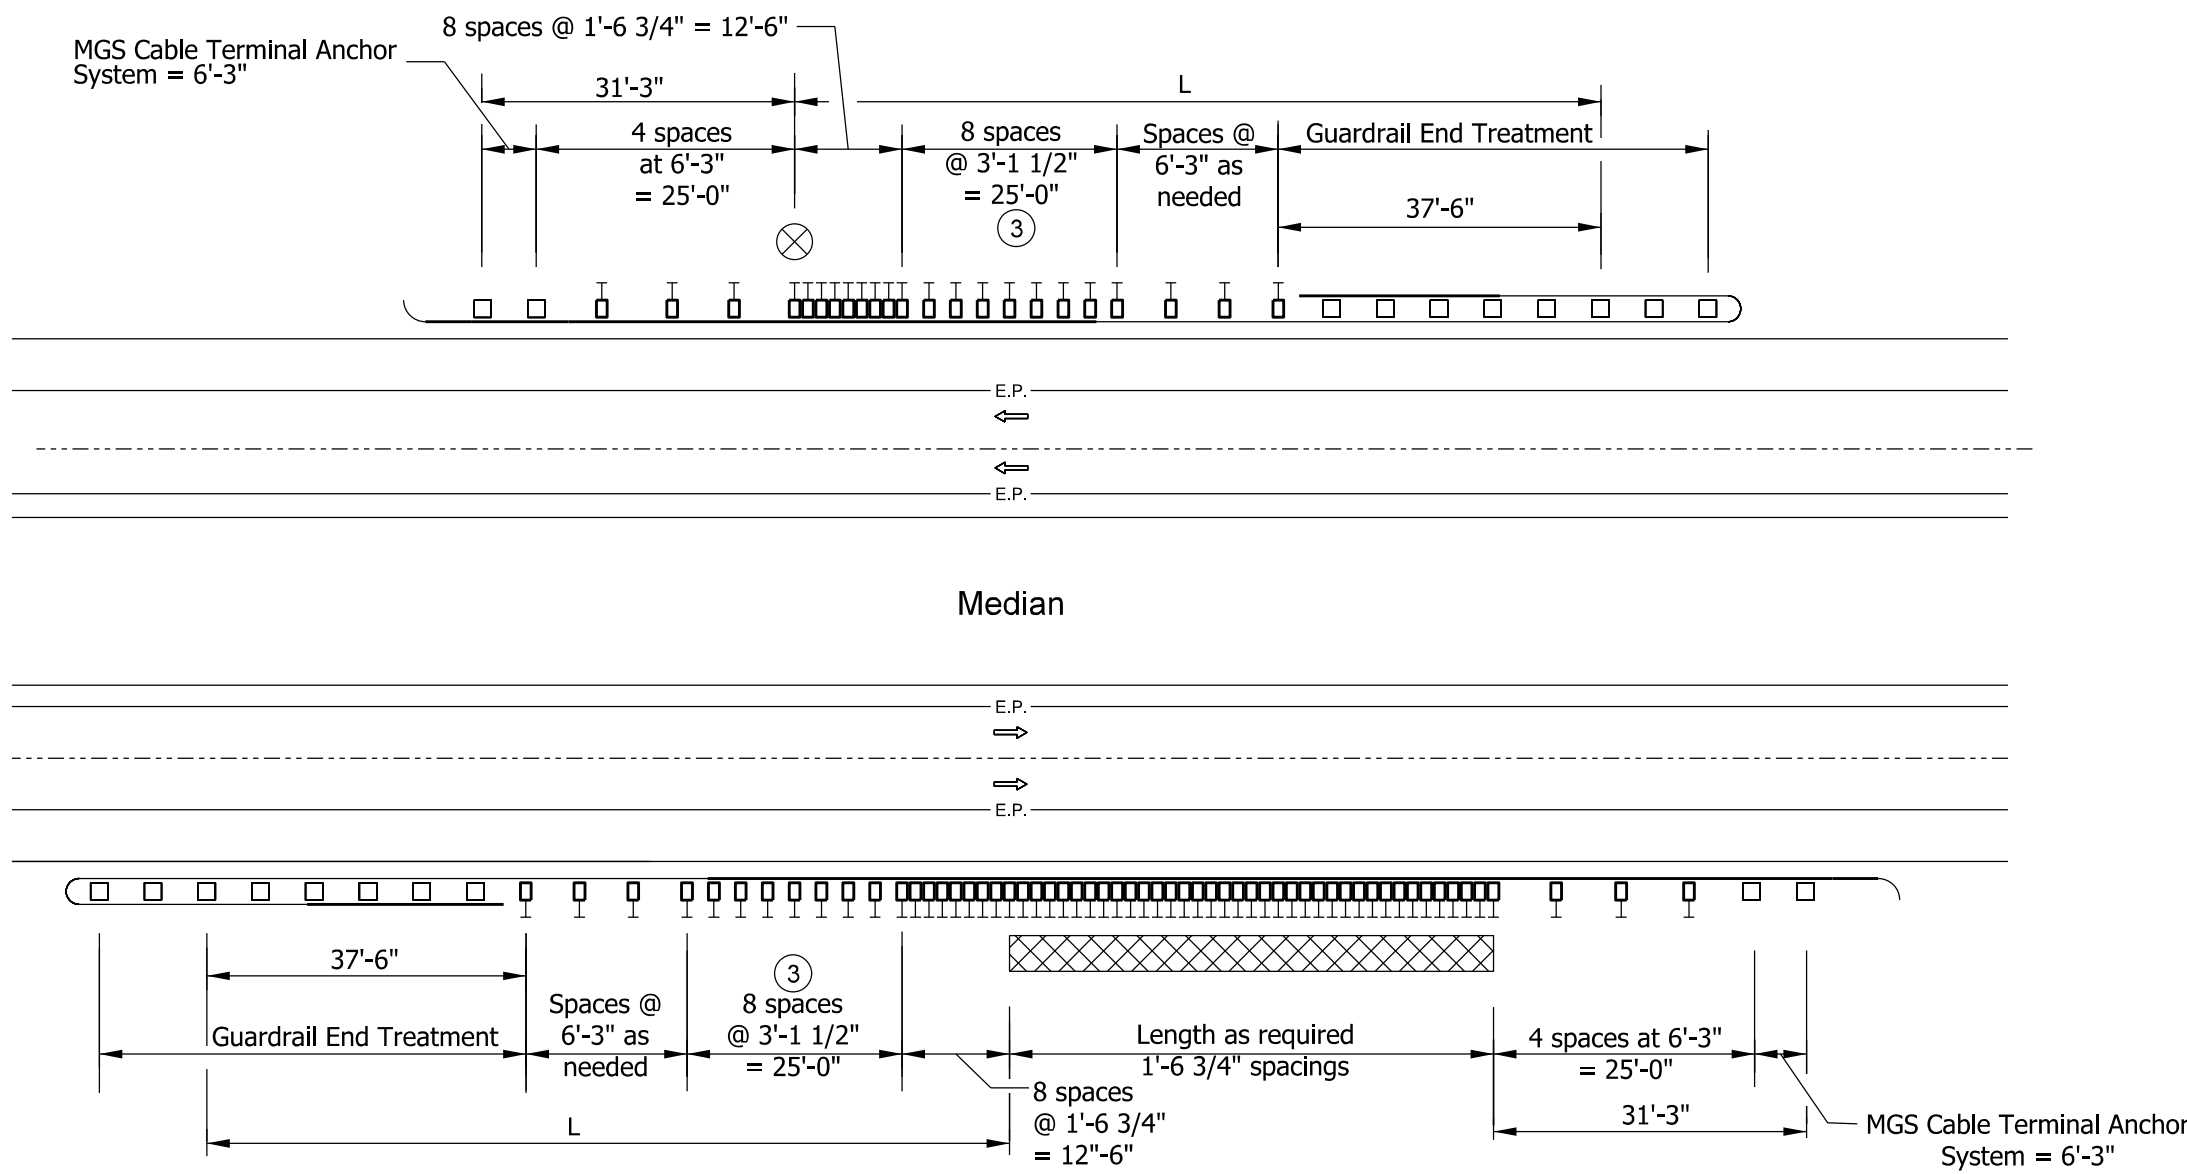 8 spaces @ 1'-6 3/4" = 12'-6"
MGS Cable Terminal Anchor
System = 6'-3"
31'-3"
L
4 spaces
at 6'-3"
= 25'-0"
8 spaces
@ 3'-1 1/2"
= 25'-0"
3
Spaces @
6'-3" as
needed
Guardrail End Treatment
37'-6"
E.P.
E.P.
Median
E.P.
E.P.
37'-6"
Guardrail End Treatment
Spaces @
6'-3" as
needed
3
8 spaces
@ 3'-1 1/2"
= 25'-0"
Length as required
1'-6 3/4" spacings
4 spaces at 6'-3"
= 25'-0"
8 spaces
@ 1'-6 3/4"
= 12"-6"
L
31'-3"
MGS Cable Terminal Anchor
System = 6'-3"